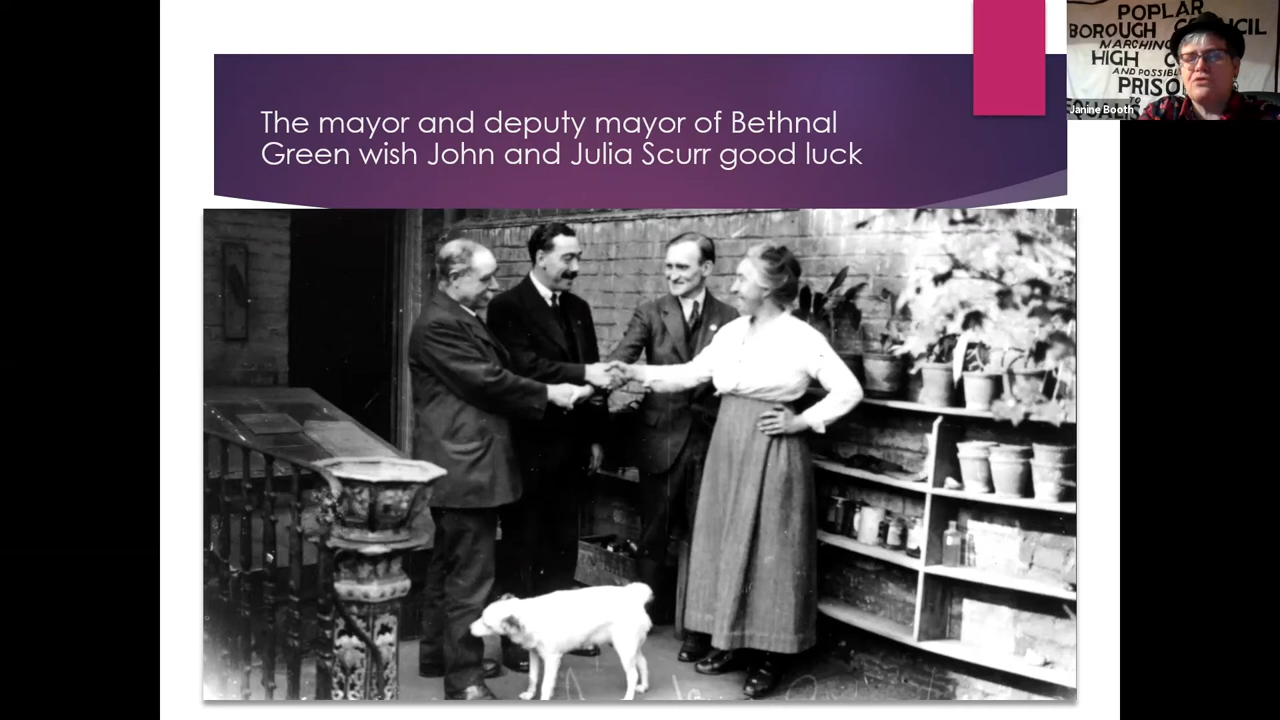 The mayor and deputy mayor of Bethnal
Green wish John and Julia Scurr good luck
POPLAR
BOROUGH COUNCIL
MARCHING
HIGH
AND POSSIBLY
PRISON
Janine Booth